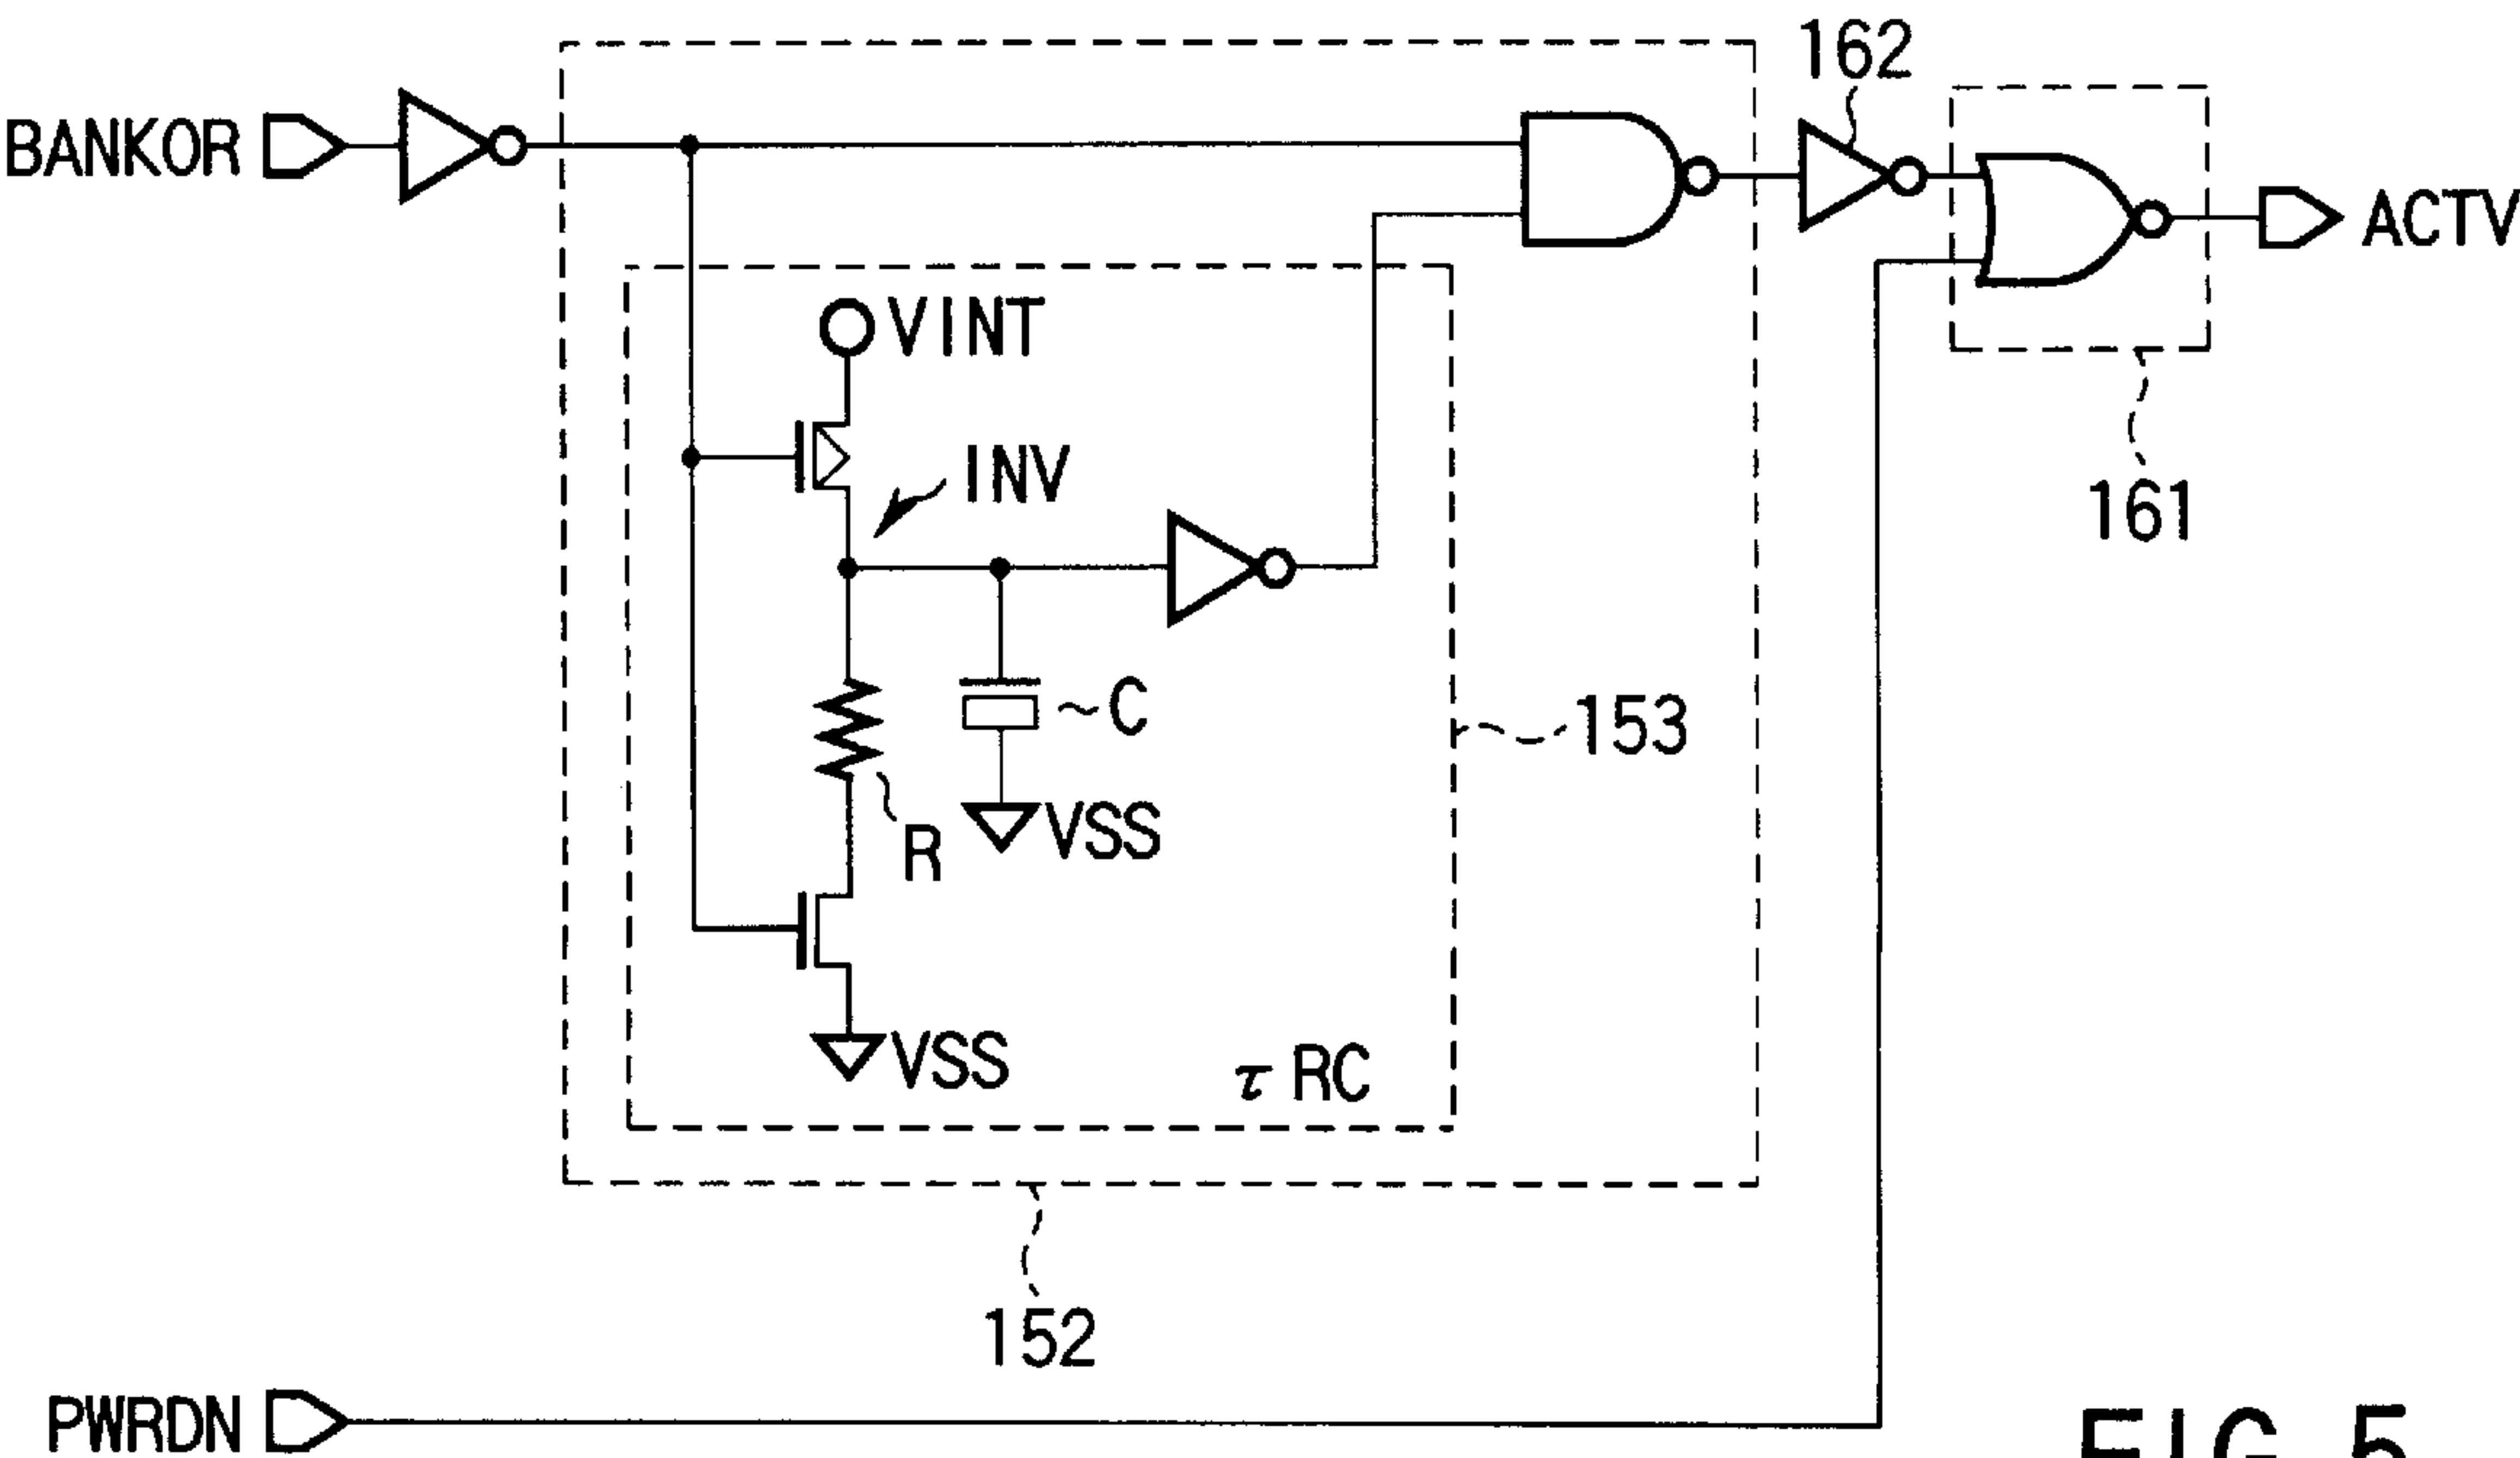 162
BANKOR
ACTV
VINT
INV
161
C
153
R
VSS
VSS
τ RC
152
PWRDN
FIG 5